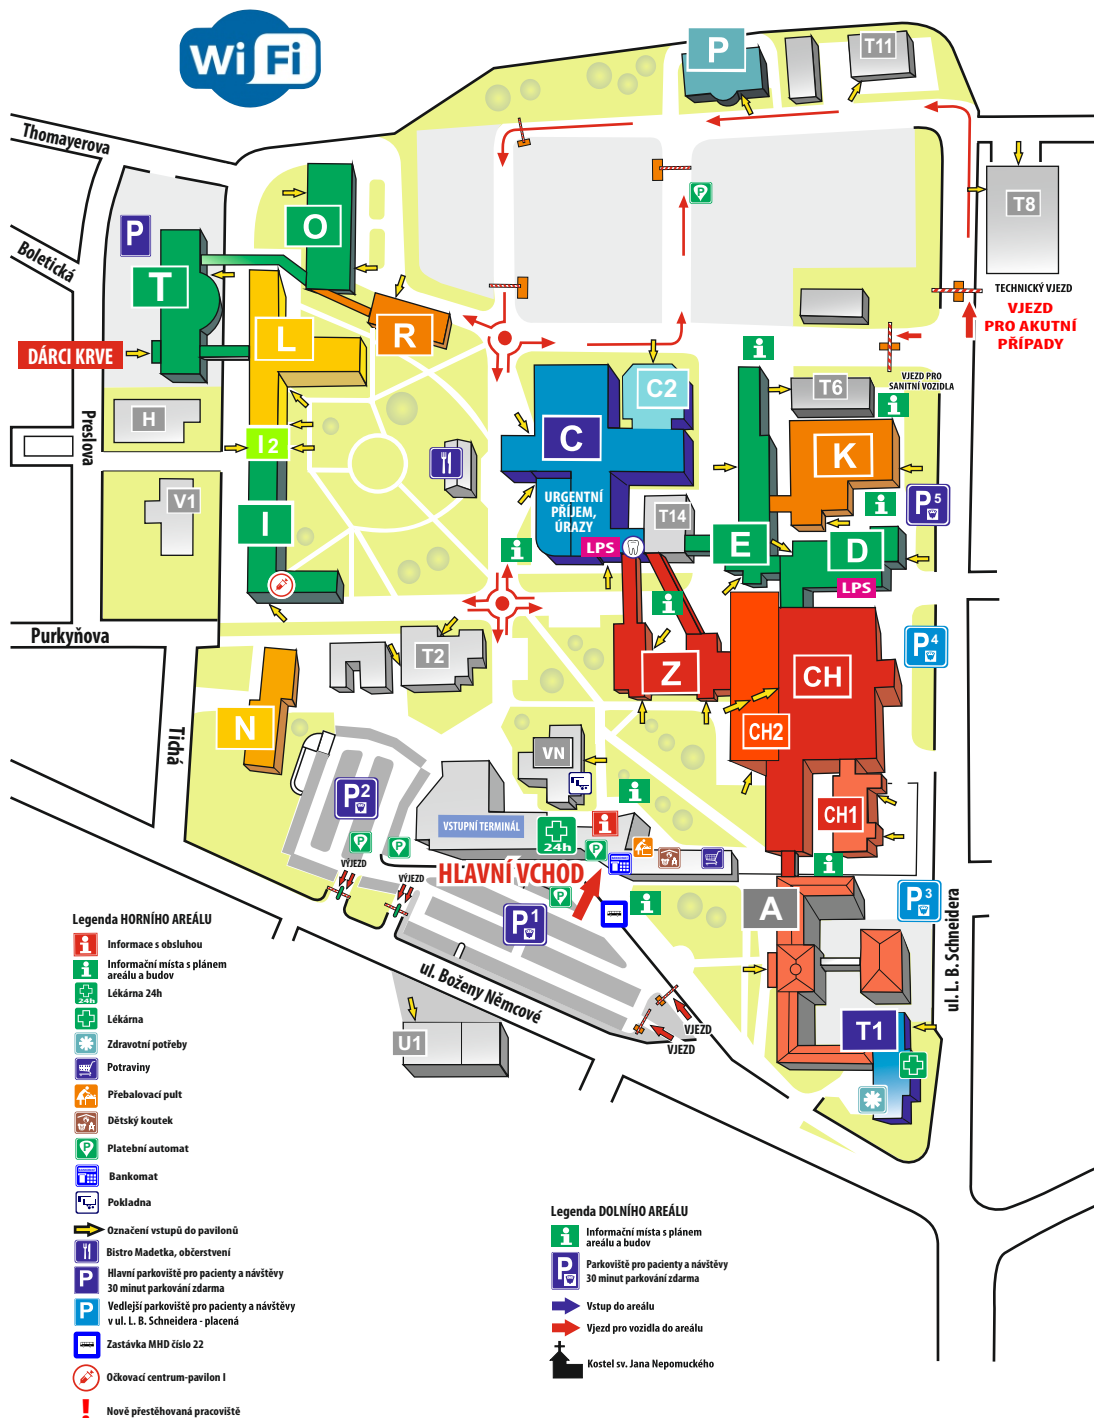 WiFi
P
T11
Thomayerova
T8
O
P
P
Boletická
T
TECHNICKÝ VJEZD
VJEZD
PRO AKUTNÍ
PŘÍPADY
L
R
DÁRCI KRVE
VJEZD PRO
SANITNÍ VOZIDLA
C2
T6
H
Praslova
I2
C
K
V1
I
URGENTNÍ
PŘÍJEM,
ÚRAZY
T14
P5
LPS
E
D
LPS
Purkyňova
T2
Z
CH
P4
N
CH2
Tichá
VN
P2
CH1
VSTUPNÍ TERMINÁL
24h
P
P
P
VÝJEZD
VÝJEZD
HLAVNÍ VCHOD
P
P1
A
P3
ul. L. B. Schneidera
ul. Boženy Němcové
U1
VJEZD
VJEZD
T1
Legenda HORNÍHO AREÁLU
Informace s obsluhou
Informační místa s plánem
areálu a budov
24h
Lékárna 24h
Lékárna
Zdravotní potřeby
Potraviny
Přebalovací pult
Dětský koutek
P
Platební automat
Bankomat
Pokladna
Označení vstupů do pavilonů
Bistro Madetka, občerstvení
P
Hlavní parkoviště pro pacienty a návštěvy
30 minut parkování zdarma
P
Vedlejší parkoviště pro pacienty a návštěvy
v ul. L. B. Schneidera - placená
Zastávka MHD číslo 22
Očkovací centrum-pavilon I
! Nově přestěhovaná pracoviště
Legenda DOLNÍHO AREÁLU
Informační místa s plánem
areálu a budov
P
Parkoviště pro pacienty a návštěvy
30 minut parkování zdarma
Vstup do areálu
Vjezd pro vozidla do areálu
Kostel sv. Jana Nepomuckého